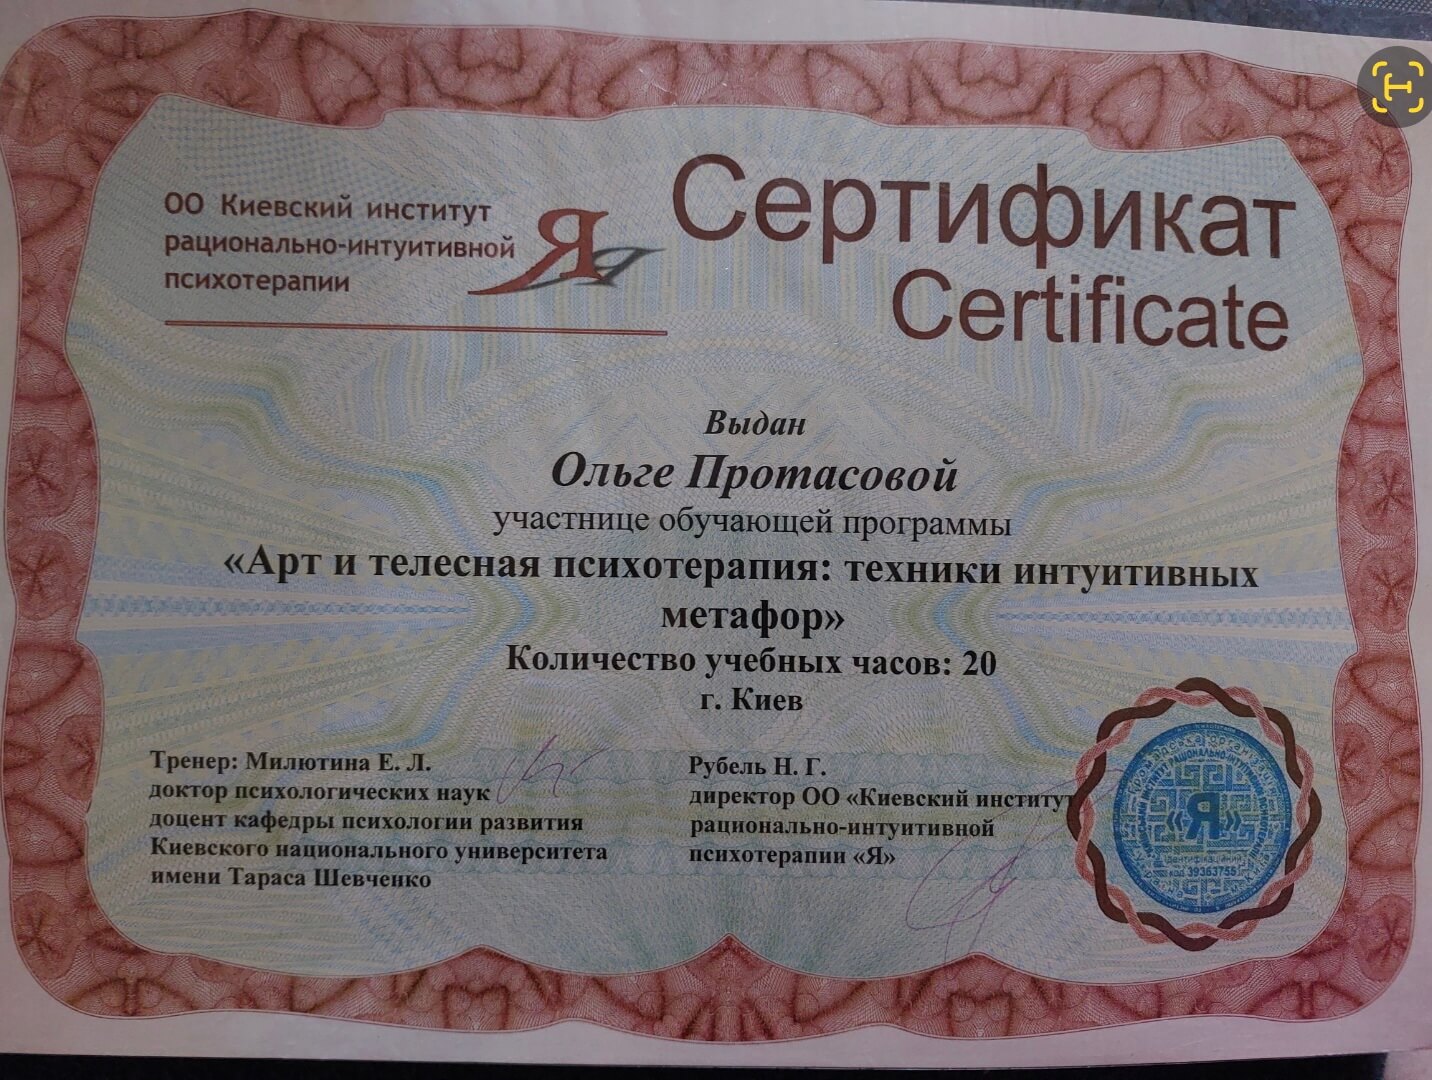 ОО Киевский институт
рационально-интуитивной
психотерапии
Я
Сертификат
Certificate
Выдан
Ольге Протасовой
участнице обучающей программы
«Арт и телесная психотерапия: техники интуитивных
метафор»
Количество учебных часов: 20
г. Киев
Тренер: Милютина Е. Л.
доктор психологических наук
доцент кафедры психологии развития
Киевского национального университета
имени Тараса Шевченко
Рубель Н. Г.
директор ОО «Киевский институт
рационально-интуитивной
психотерапии «Я»
«Я»
ідентифікаційний
код